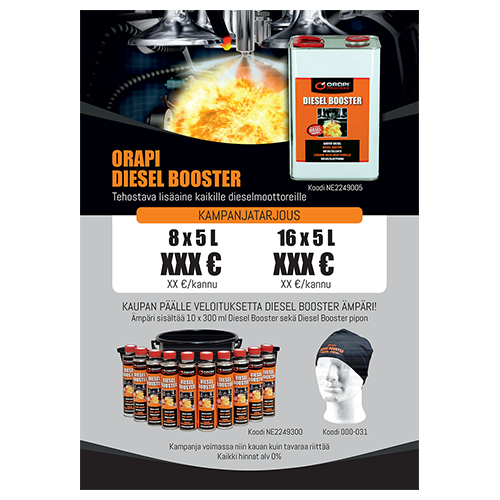 ORAPI
DIESEL BOOSTER
ORAPI
DIESEL BOOSTER
Tehostava lisäaine kaikille dieselmoottoreille
Koodi NE2249005
KAMPANJATARJOUS
8 x 5 L
16 x 5 L
XXX €
XXX €
XX €/kannu
XX €/kannu
KAUPAN PÄÄLLE VELOITUKSETTA DIESEL BOOSTER ÄMPÄRI!
Ämpäri sisältää 10 x 300 ml Diesel Booster sekä Diesel Booster pipon
DIESEL BOOSTER
Koodi NE2249300
Koodi 000-031
Kampanja voimassa niin kauan kuin tavaraa riittää
Kaikki hinnat alv 0%